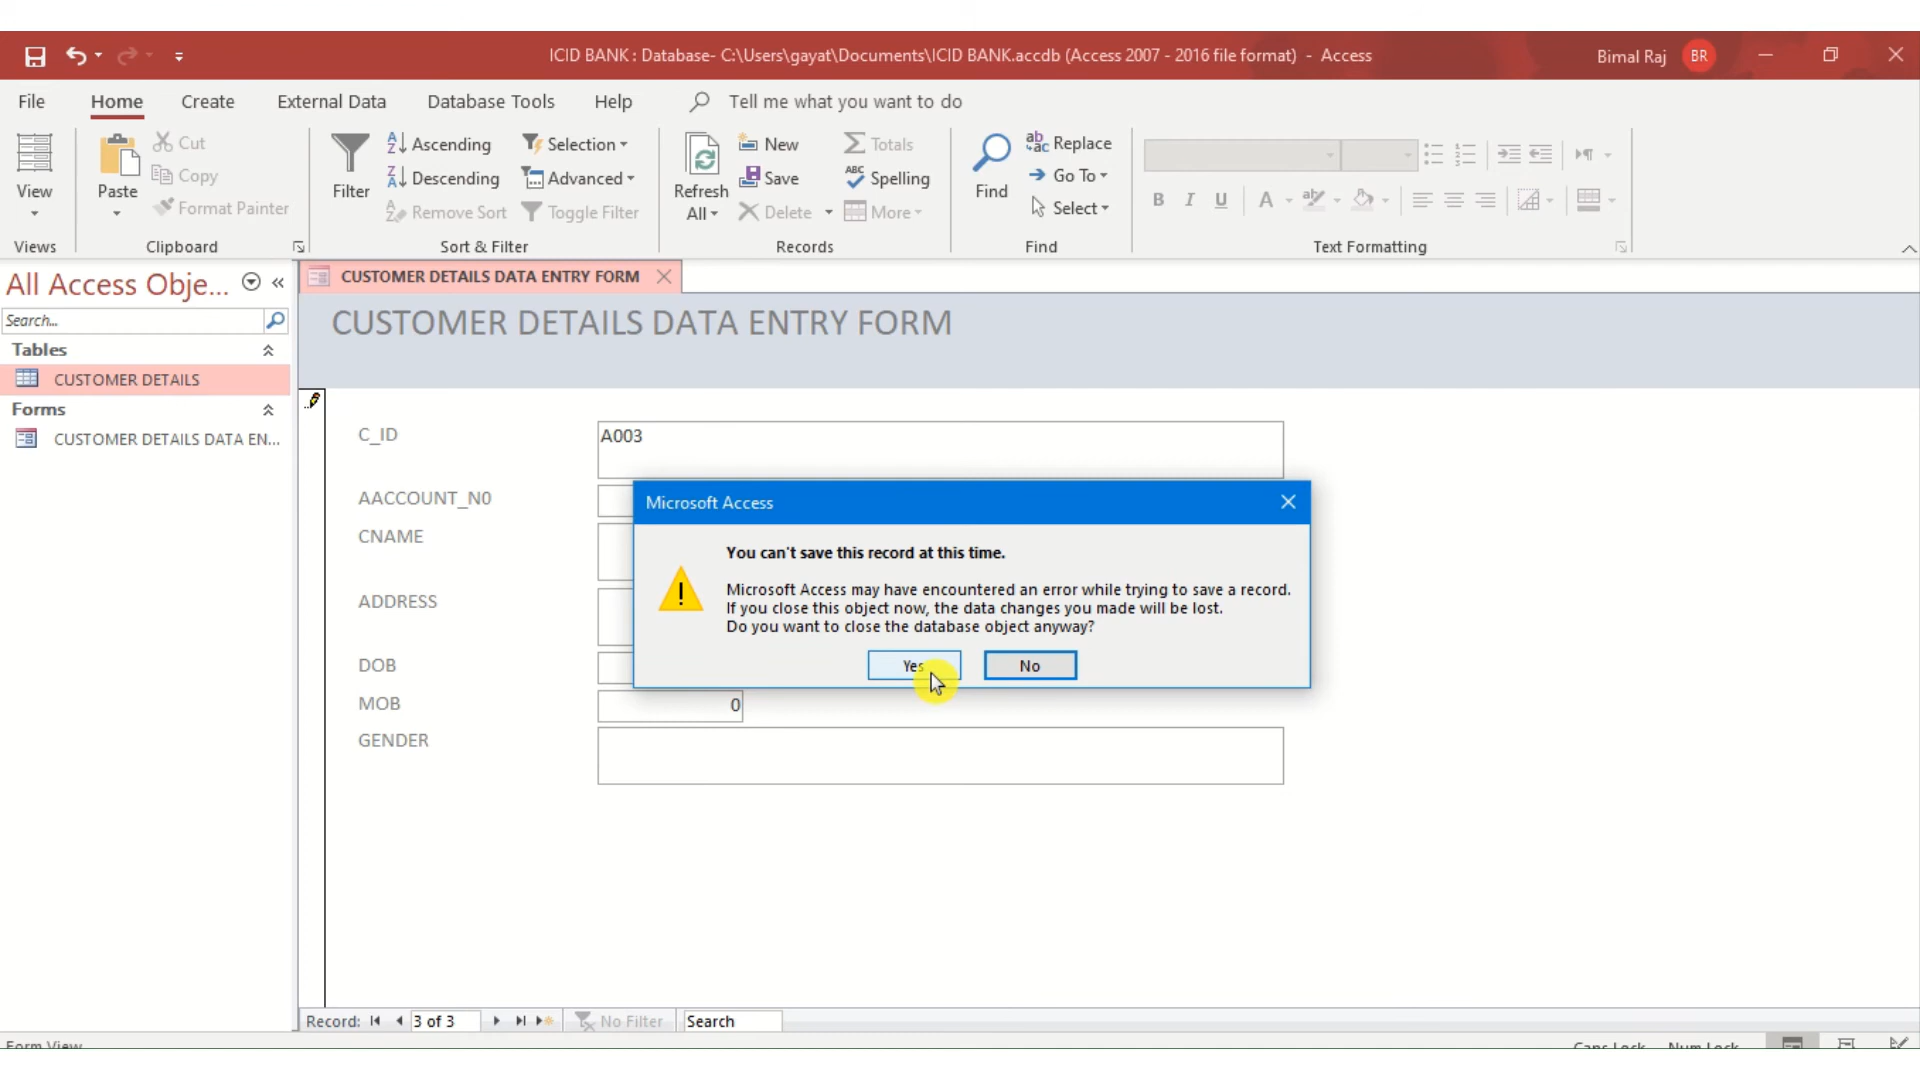 ICID BANK : Database- C:\Users\gayat\Documents\ICID BANK.accdb (Access 2007 - 2016 file format) - Access
Bimal Raj BR
File Home Create External Data Database Tools Help Tell me what you want to do
View
Views
Paste
Cut
Copy
Format Painter
Clipboard
Filter
Ascending
Descending
Remove Sort
Selection
Advanced
Toggle Filter
Sort & Filter
Refresh
All
New
Save
Delete
Totals
Spelling
More
Records
Find
Replace
Go To
Select
Find
B I U A
Text Formatting
All Access Obje...
Search...
Tables
CUSTOMER DETAILS
Forms
CUSTOMER DETAILS DATA EN...
CUSTOMER DETAILS DATA ENTRY FORM
CUSTOMER DETAILS DATA ENTRY FORM
C_ID A003
AACCOUNT_N0
CNAME
ADDRESS
DOB
MOB 0
GENDER
Microsoft Access
You can't save this record at this time.
Microsoft Access may have encountered an error while trying to save a record.
If you close this object now, the data changes you made will be lost.
Do you want to close the database object anyway?
Yes No
Record: 3 of 3 No Filter Search
Form View Caps Lock Num Lock